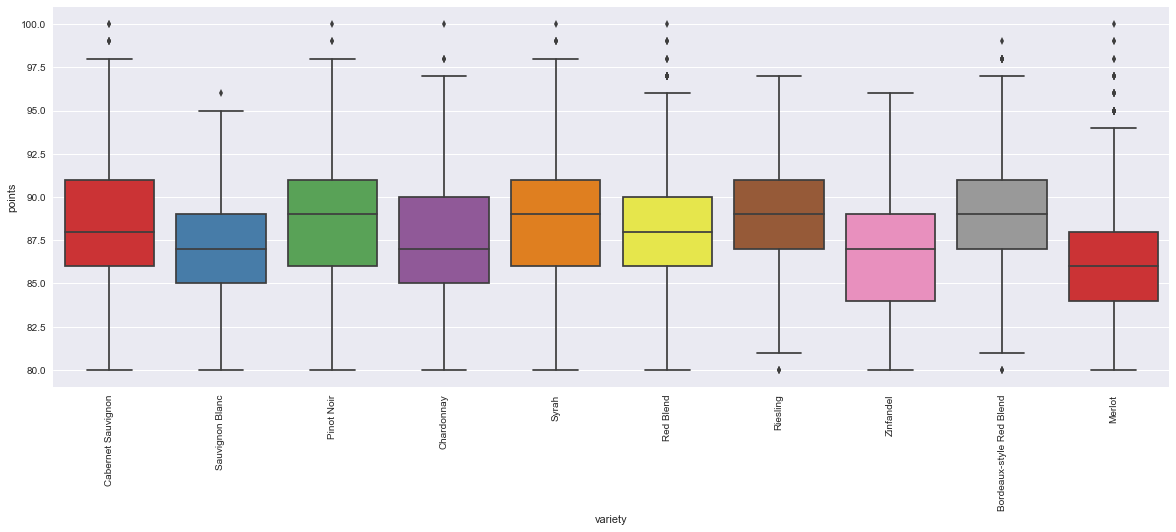 points
100.0
97.5
95.0
92.5
90.0
87.5
85.0
82.5
80.0
Cabernet Sauvignon
Sauvignon Blanc
Pinot Noir
Chardonnay
Syrah
Red Blend
Riesling
Zinfandel
Bordeaux-style Red Blend
Merlot
variety